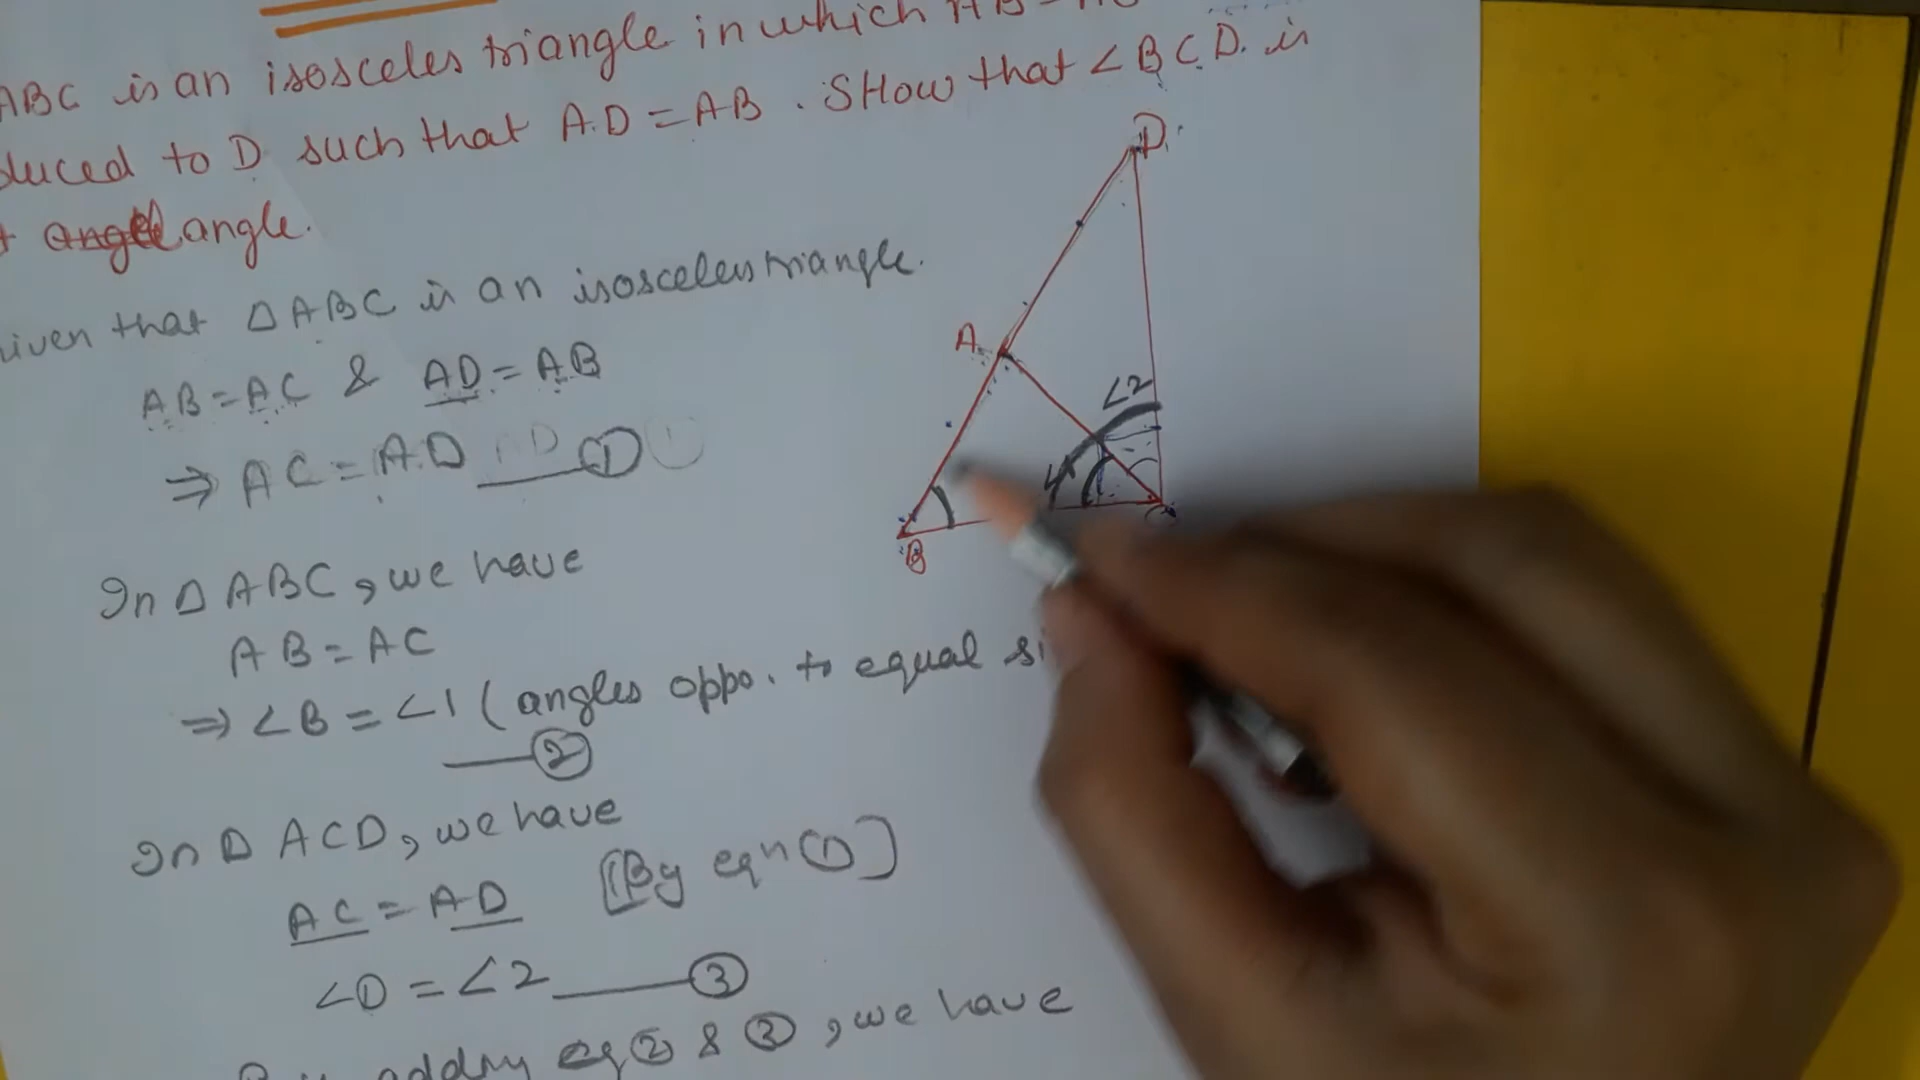 ABC is an isosceles triangle in which AB
duced to D such that AD=AB. SHow that ∠BCD. is
angle.
iven that △ABC is an isosceles triangle.
AB=AC & AD=AB
⇒ AC=AD ——①
In △ABC, we have
AB=AC
⇒ ∠B=∠1 (angles oppo. to equal si
——②
In △ACD, we have
AC=AD [By eqn ①]
∠D=∠2 ——③
adding eq ② & ③, we have
D
A
∠2
B